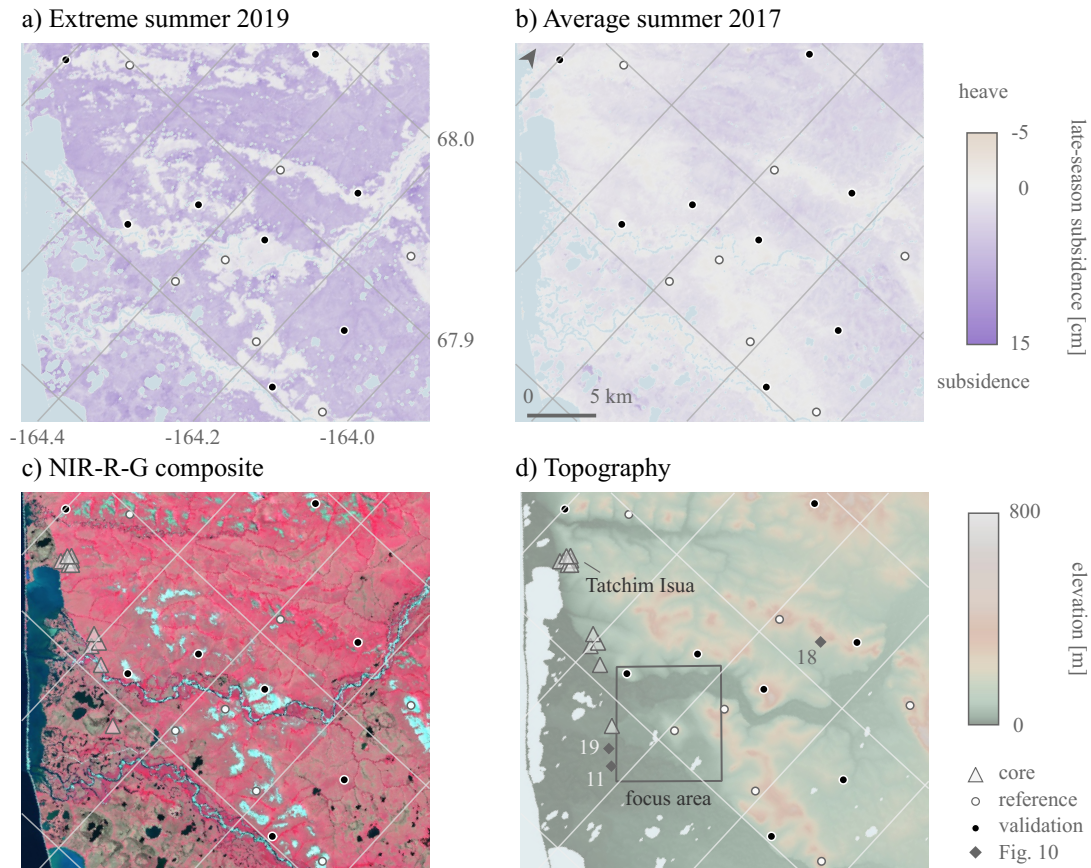 a) Extreme summer 2019
b) Average summer 2017
heave
-5
0
15
late-season subsidence [cm]
subsidence
68.0
67.9
0 5 km
-164.4 -164.2 -164.0
c) NIR-R-G composite
d) Topography
Tatchim Isua
18
19
11
focus area
800
0
elevation [m]
core
reference
validation
Fig. 10